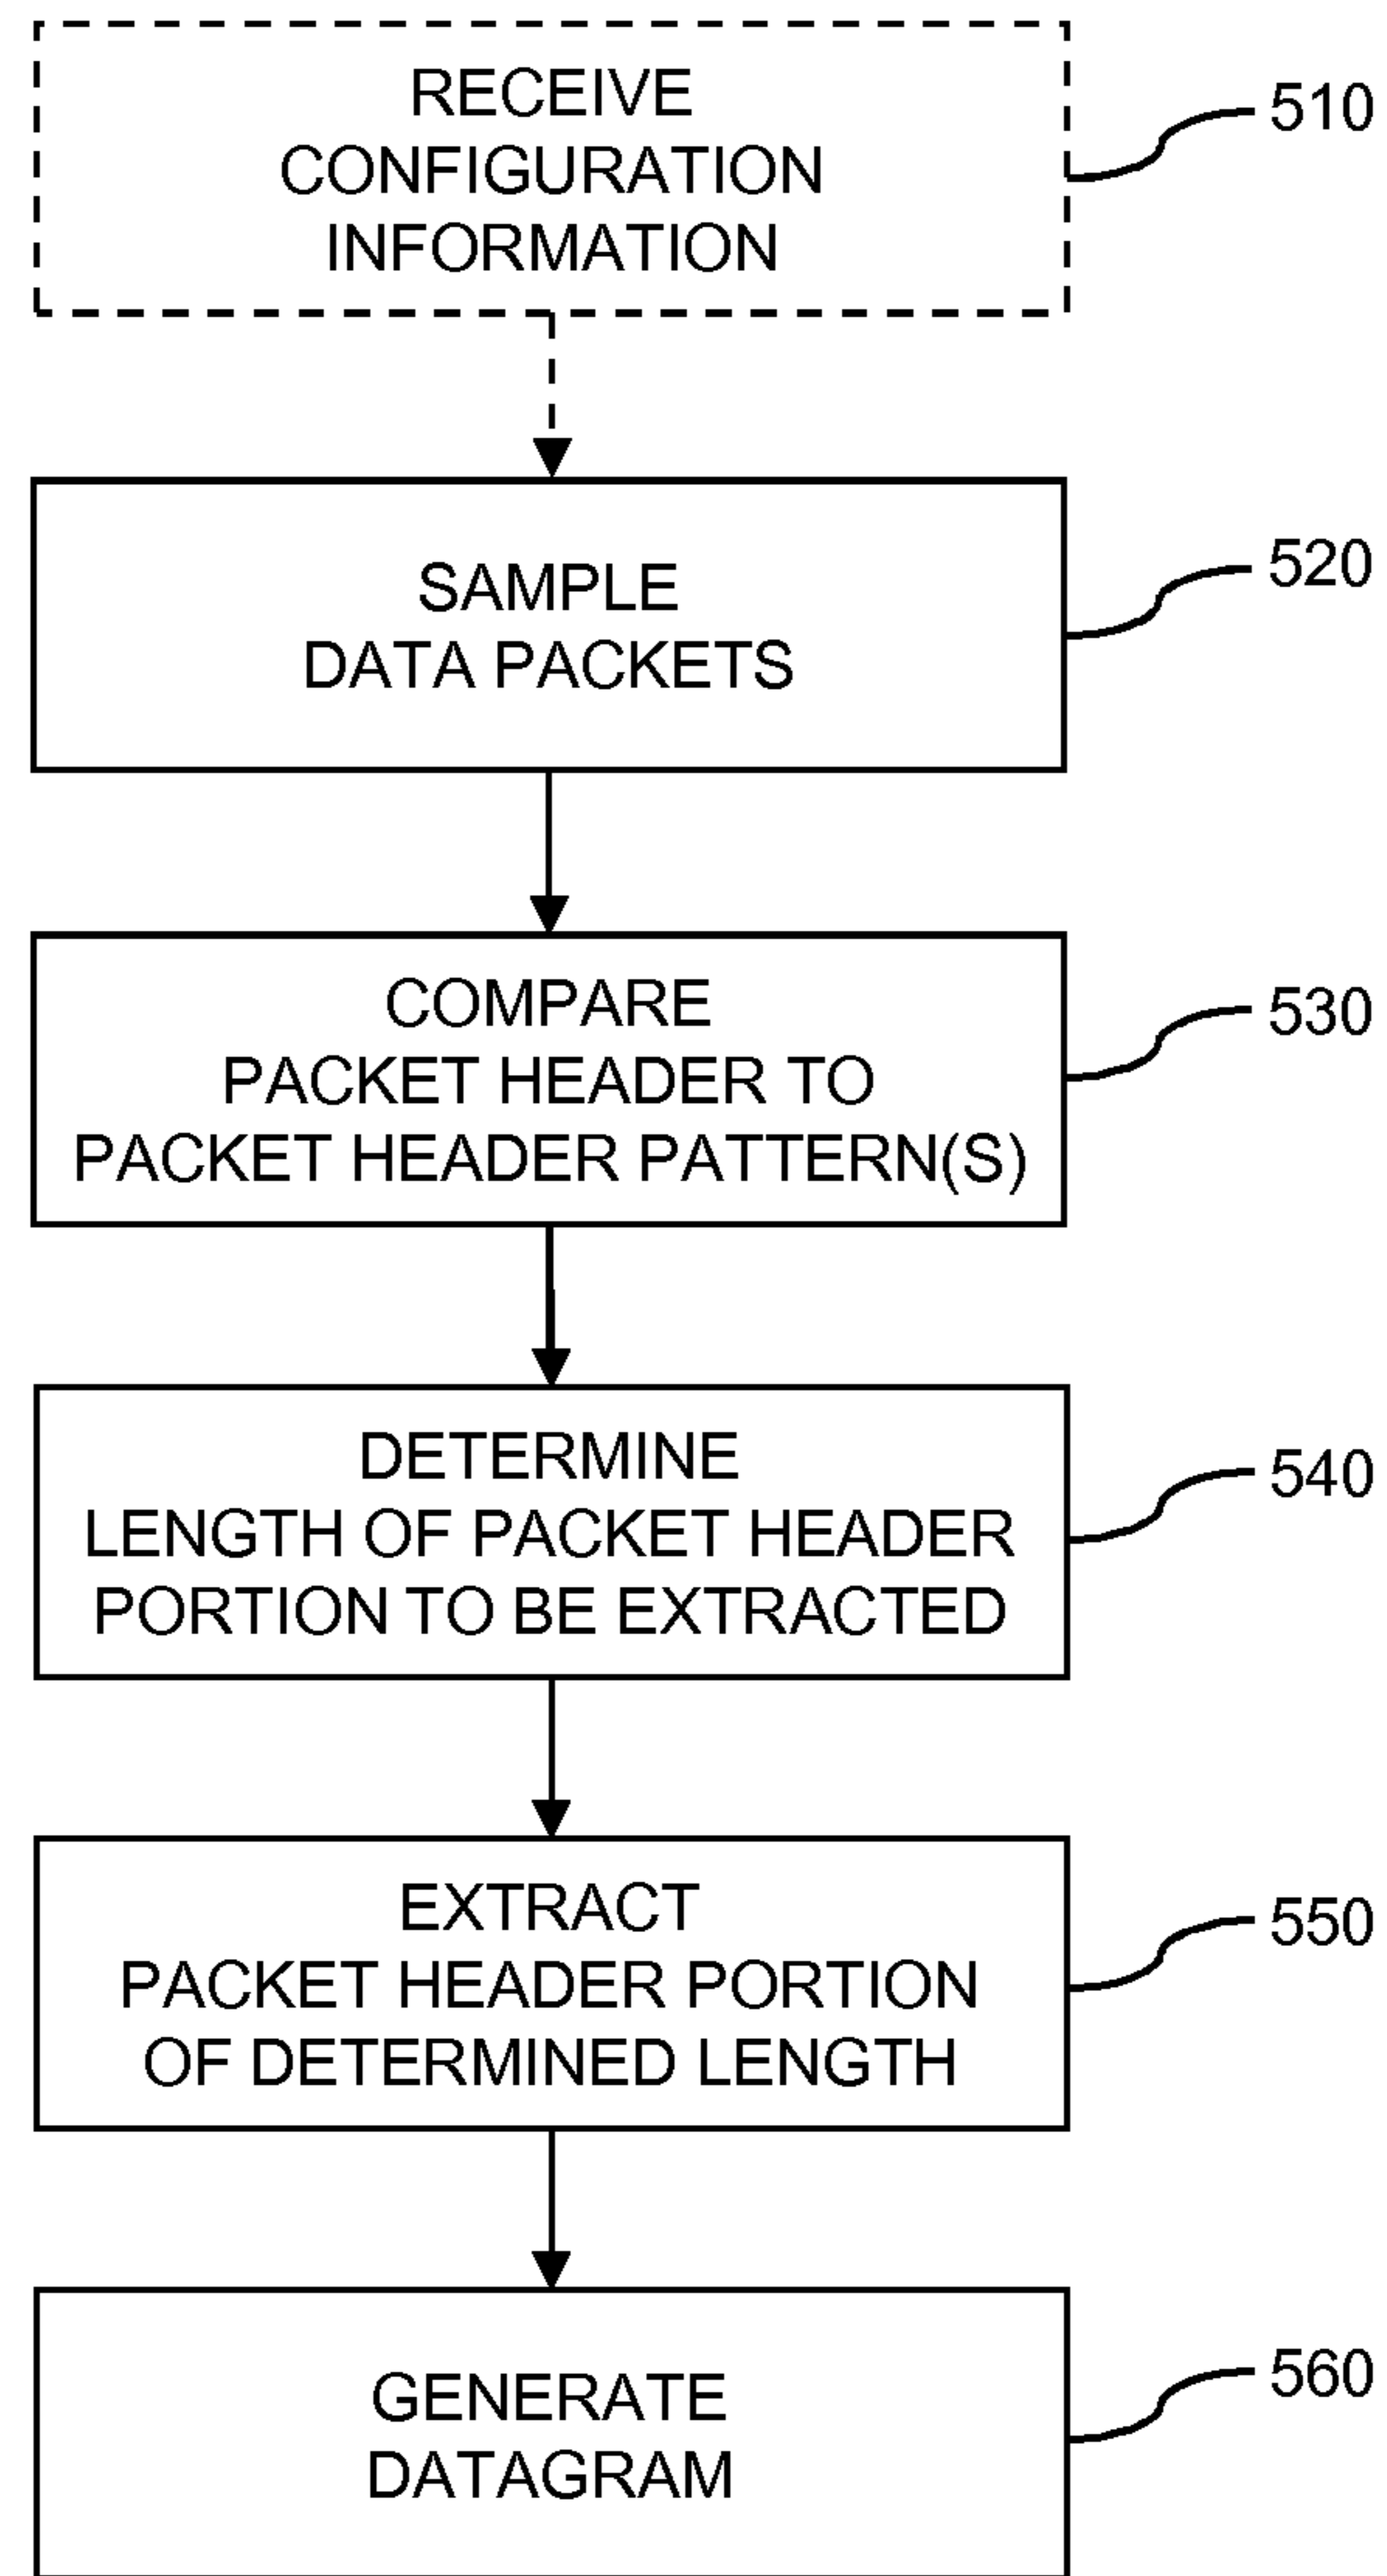 RECEIVE
CONFIGURATION
INFORMATION
510
SAMPLE
DATA PACKETS
520
COMPARE
PACKET HEADER TO
PACKET HEADER PATTERN(S)
530
DETERMINE
LENGTH OF PACKET HEADER
PORTION TO BE EXTRACTED
540
EXTRACT
PACKET HEADER PORTION
OF DETERMINED LENGTH
550
GENERATE
DATAGRAM
560